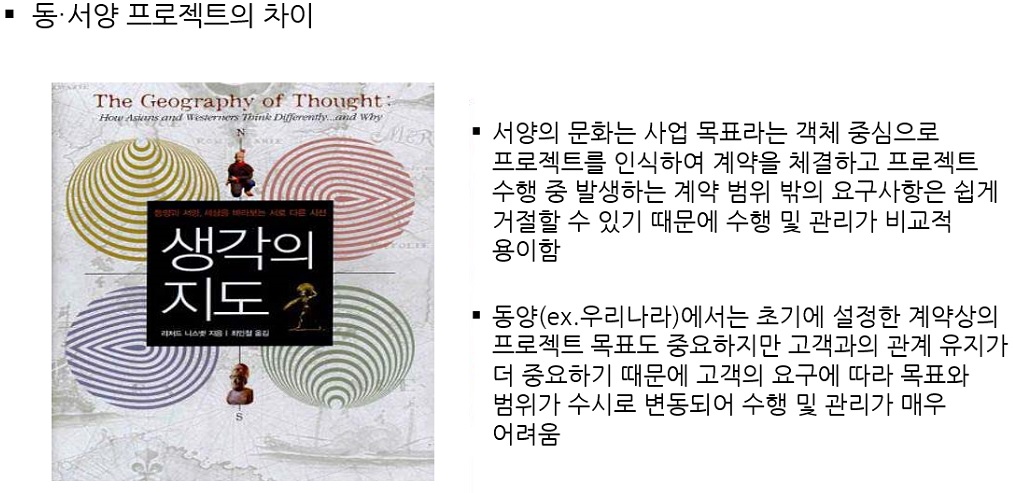 ▪ 동·서양 프로젝트의 차이
The Geography of Thought:
How Asians and Westerners Think Differently...and Why
N
동양과 서양, 세상을 바라보는 서로 다른 시선
생각의
지도
리처드 니스벳 지음 | 최인철 옮김
S
▪ 서양의 문화는 사업 목표라는 객체 중심으로
프로젝트를 인식하여 계약을 체결하고 프로젝트
수행 중 발생하는 계약 범위 밖의 요구사항은 쉽게
거절할 수 있기 때문에 수행 및 관리가 비교적
용이함
▪ 동양(ex.우리나라)에서는 초기에 설정한 계약상의
프로젝트 목표도 중요하지만 고객과의 관계 유지가
더 중요하기 때문에 고객의 요구에 따라 목표와
범위가 수시로 변동되어 수행 및 관리가 매우
어려움